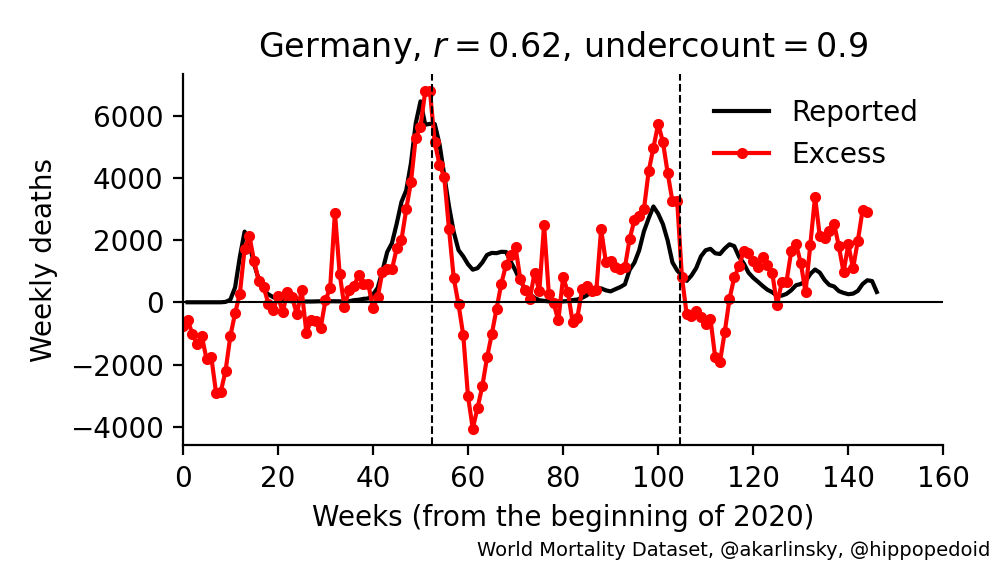 Germany, r = 0.62, undercount = 0.9
Reported
Excess
Weekly deaths
6000
4000
2000
0
−2000
−4000
0 20 40 60 80 100 120 140 160
Weeks (from the beginning of 2020)
World Mortality Dataset, @akarlinsky, @hippopedoid